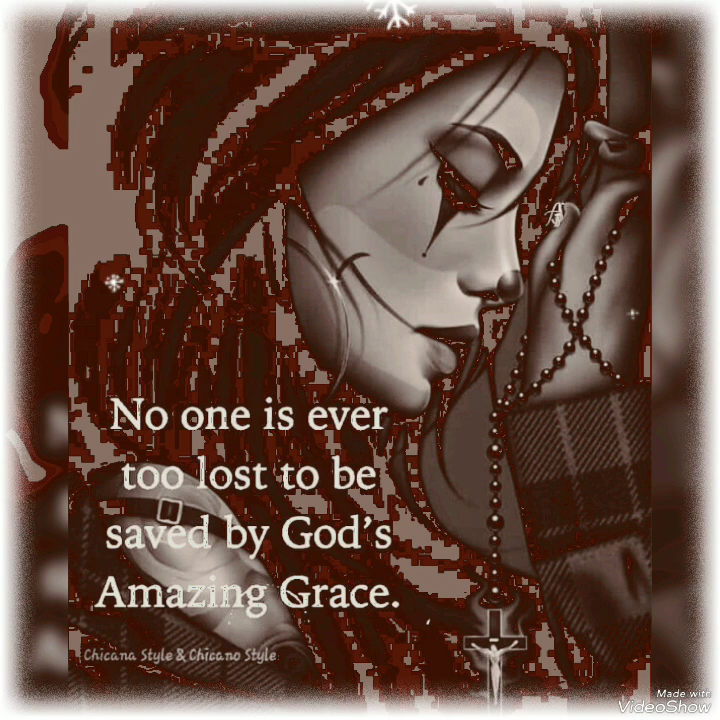 No one is ever
too lost to be
saved by God's
Amazing Grace.
Chicana Style & Chicano Style
Made with
VideoShow